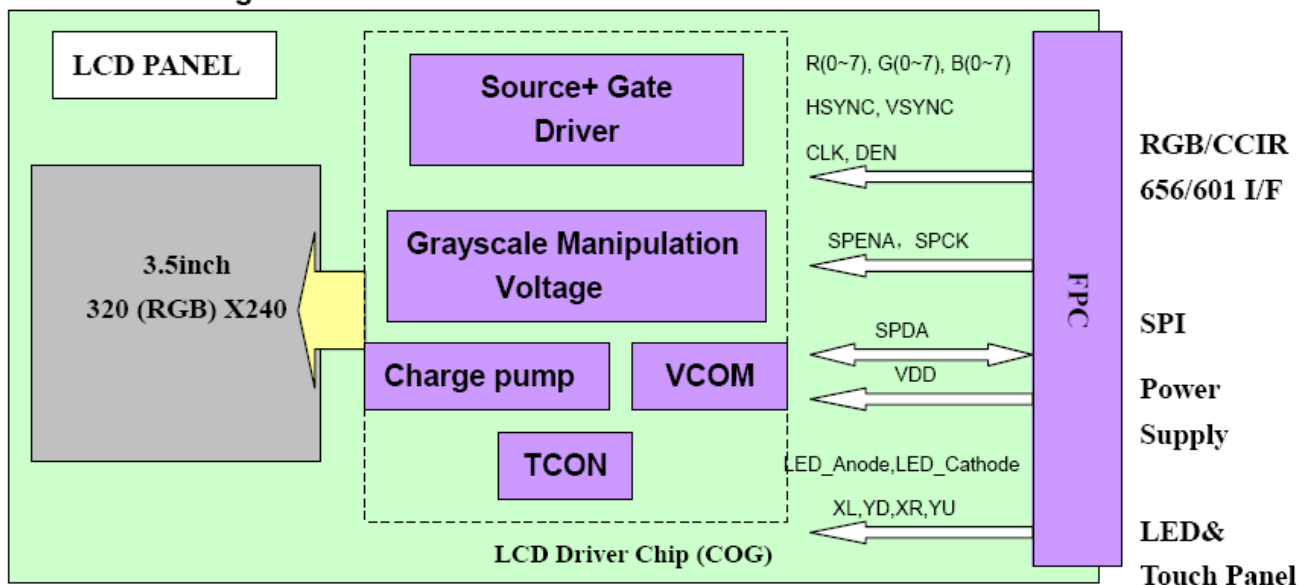 LCD PANEL
3.5inch
320 (RGB) X240
Source+ Gate
Driver
Grayscale Manipulation
Voltage
Charge pump
VCOM
TCON
LCD Driver Chip (COG)
R(0~7), G(0~7), B(0~7)
HSYNC, VSYNC
CLK, DEN
SPENA，SPCK
SPDA
VDD
LED_Anode,LED_Cathode
XL,YD,XR,YU
FPC
RGB/CCIR
656/601 I/F
SPI
Power
Supply
LED&
Touch Panel